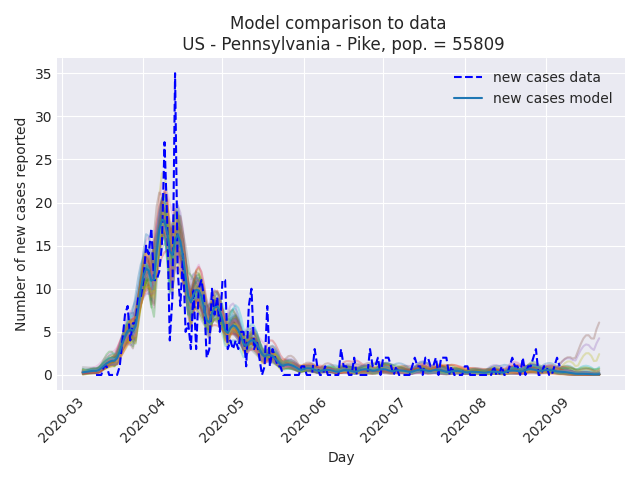 Model comparison to data
US - Pennsylvania - Pike, pop. = 55809
new cases data
new cases model
Number of new cases reported
35
30
25
20
15
10
5
0
2020-03
2020-04
2020-05
2020-06
2020-07
2020-08
2020-09
Day